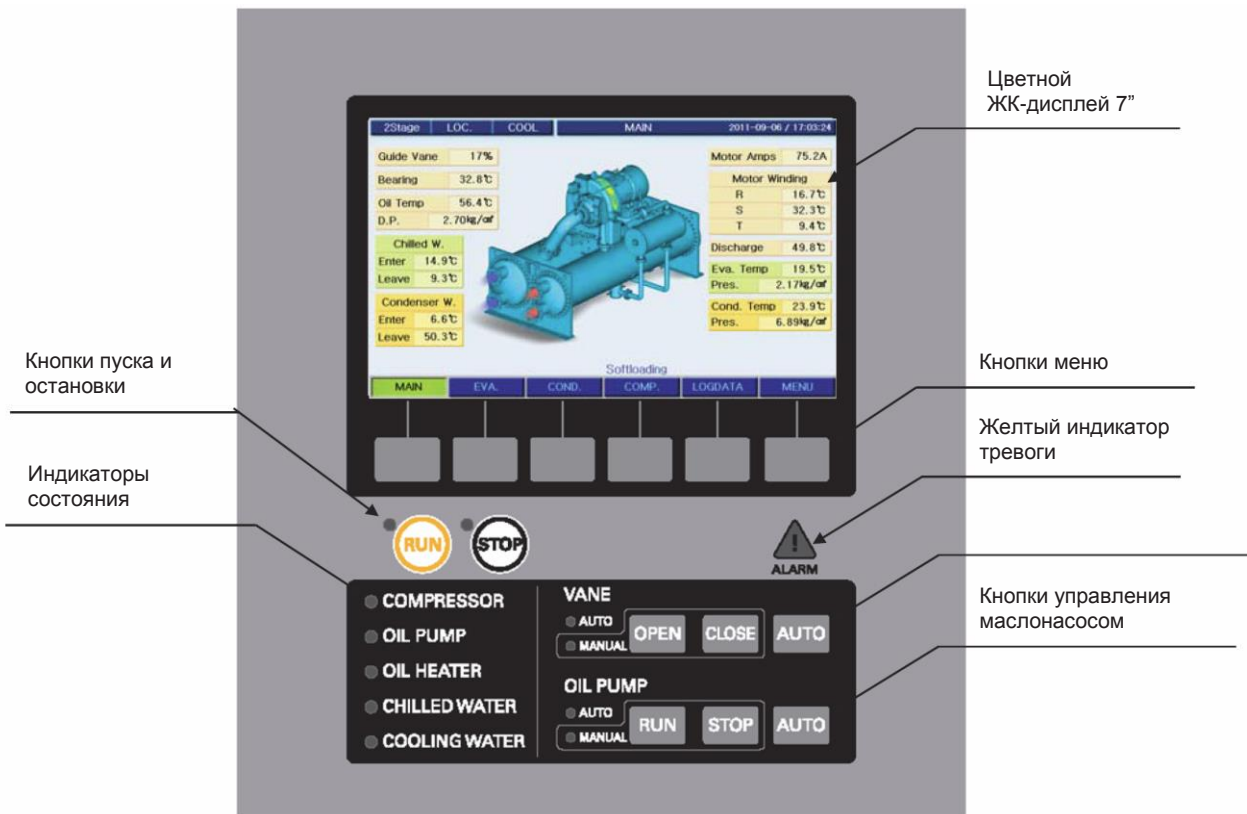 Цветной
ЖК-дисплей 7”
2Stage LOC. COOL MAIN 2011-09-06 / 17:03:24
Guide Vane 17%
Bearing 32.8℃
Oil Temp 56.4℃
D.P. 2.70kg/㎠
Chilled W.
Enter 14.9℃
Leave 9.3℃
Condenser W.
Enter 6.6℃
Leave 50.3℃
Motor Amps 75.2A
Motor Winding
R 16.7℃
S 32.3℃
T 9.4℃
Discharge 49.8℃
Eva. Temp 19.5℃
Pres. 2.17kg/㎠
Cond. Temp 23.9℃
Pres. 6.89kg/㎠
Softloading
MAIN EVA. COND. COMP. LOGDATA MENU
Кнопки пуска и
остановки
Кнопки меню
Желтый индикатор
тревоги
Индикаторы
состояния
RUN STOP
ALARM
Кнопки управления
маслонасосом
COMPRESSOR
OIL PUMP
OIL HEATER
CHILLED WATER
COOLING WATER
VANE
AUTO
MANUAL
OPEN CLOSE AUTO
OIL PUMP
AUTO
MANUAL
RUN STOP AUTO